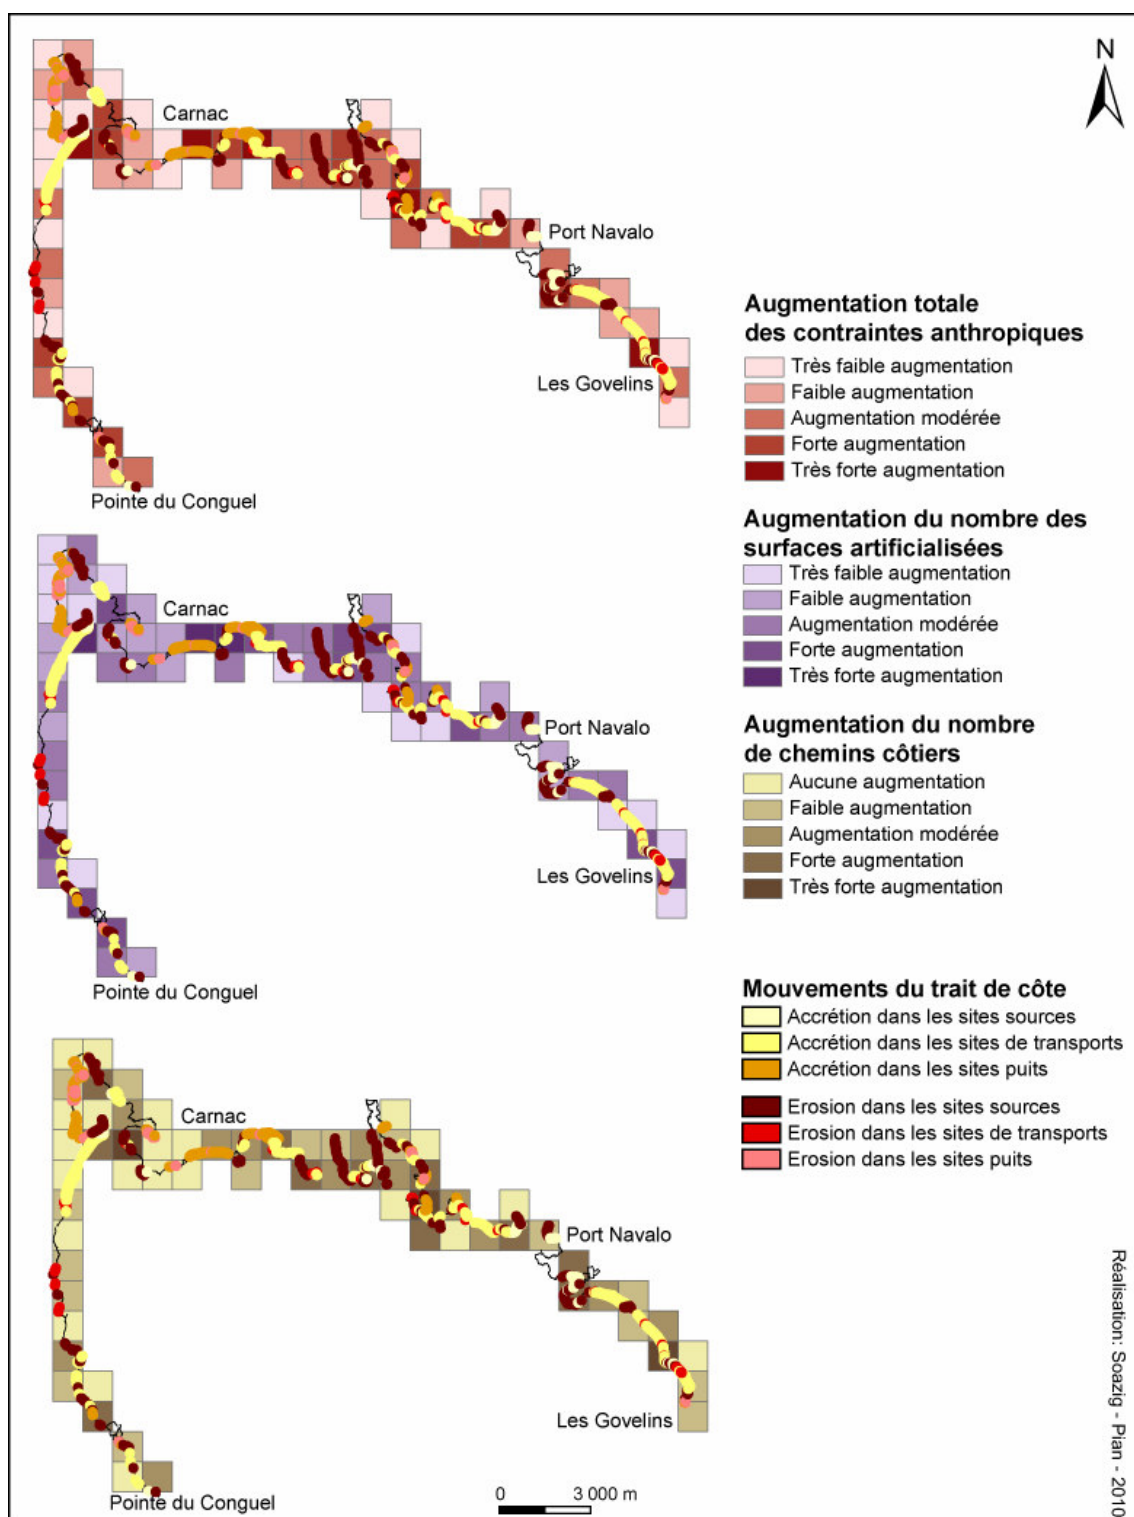 N
Carnac
Port Navalo
Les Govelins
Pointe du Conguel
Augmentation totale
des contraintes anthropiques
Très faible augmentation
Faible augmentation
Augmentation modérée
Forte augmentation
Très forte augmentation
Carnac
Port Navalo
Les Govelins
Pointe du Conguel
Augmentation du nombre des
surfaces artificialisées
Très faible augmentation
Faible augmentation
Augmentation modérée
Forte augmentation
Très forte augmentation
Augmentation du nombre
de chemins côtiers
Aucune augmentation
Faible augmentation
Augmentation modérée
Forte augmentation
Très forte augmentation
Mouvements du trait de côte
Accrétion dans les sites sources
Accrétion dans les sites de transports
Accrétion dans les sites puits
Erosion dans les sites sources
Erosion dans les sites de transports
Erosion dans les sites puits
Carnac
Port Navalo
Les Govelins
Pointe du Conguel
0 3 000 m
Réalisation: Soazig - Pian - 2010